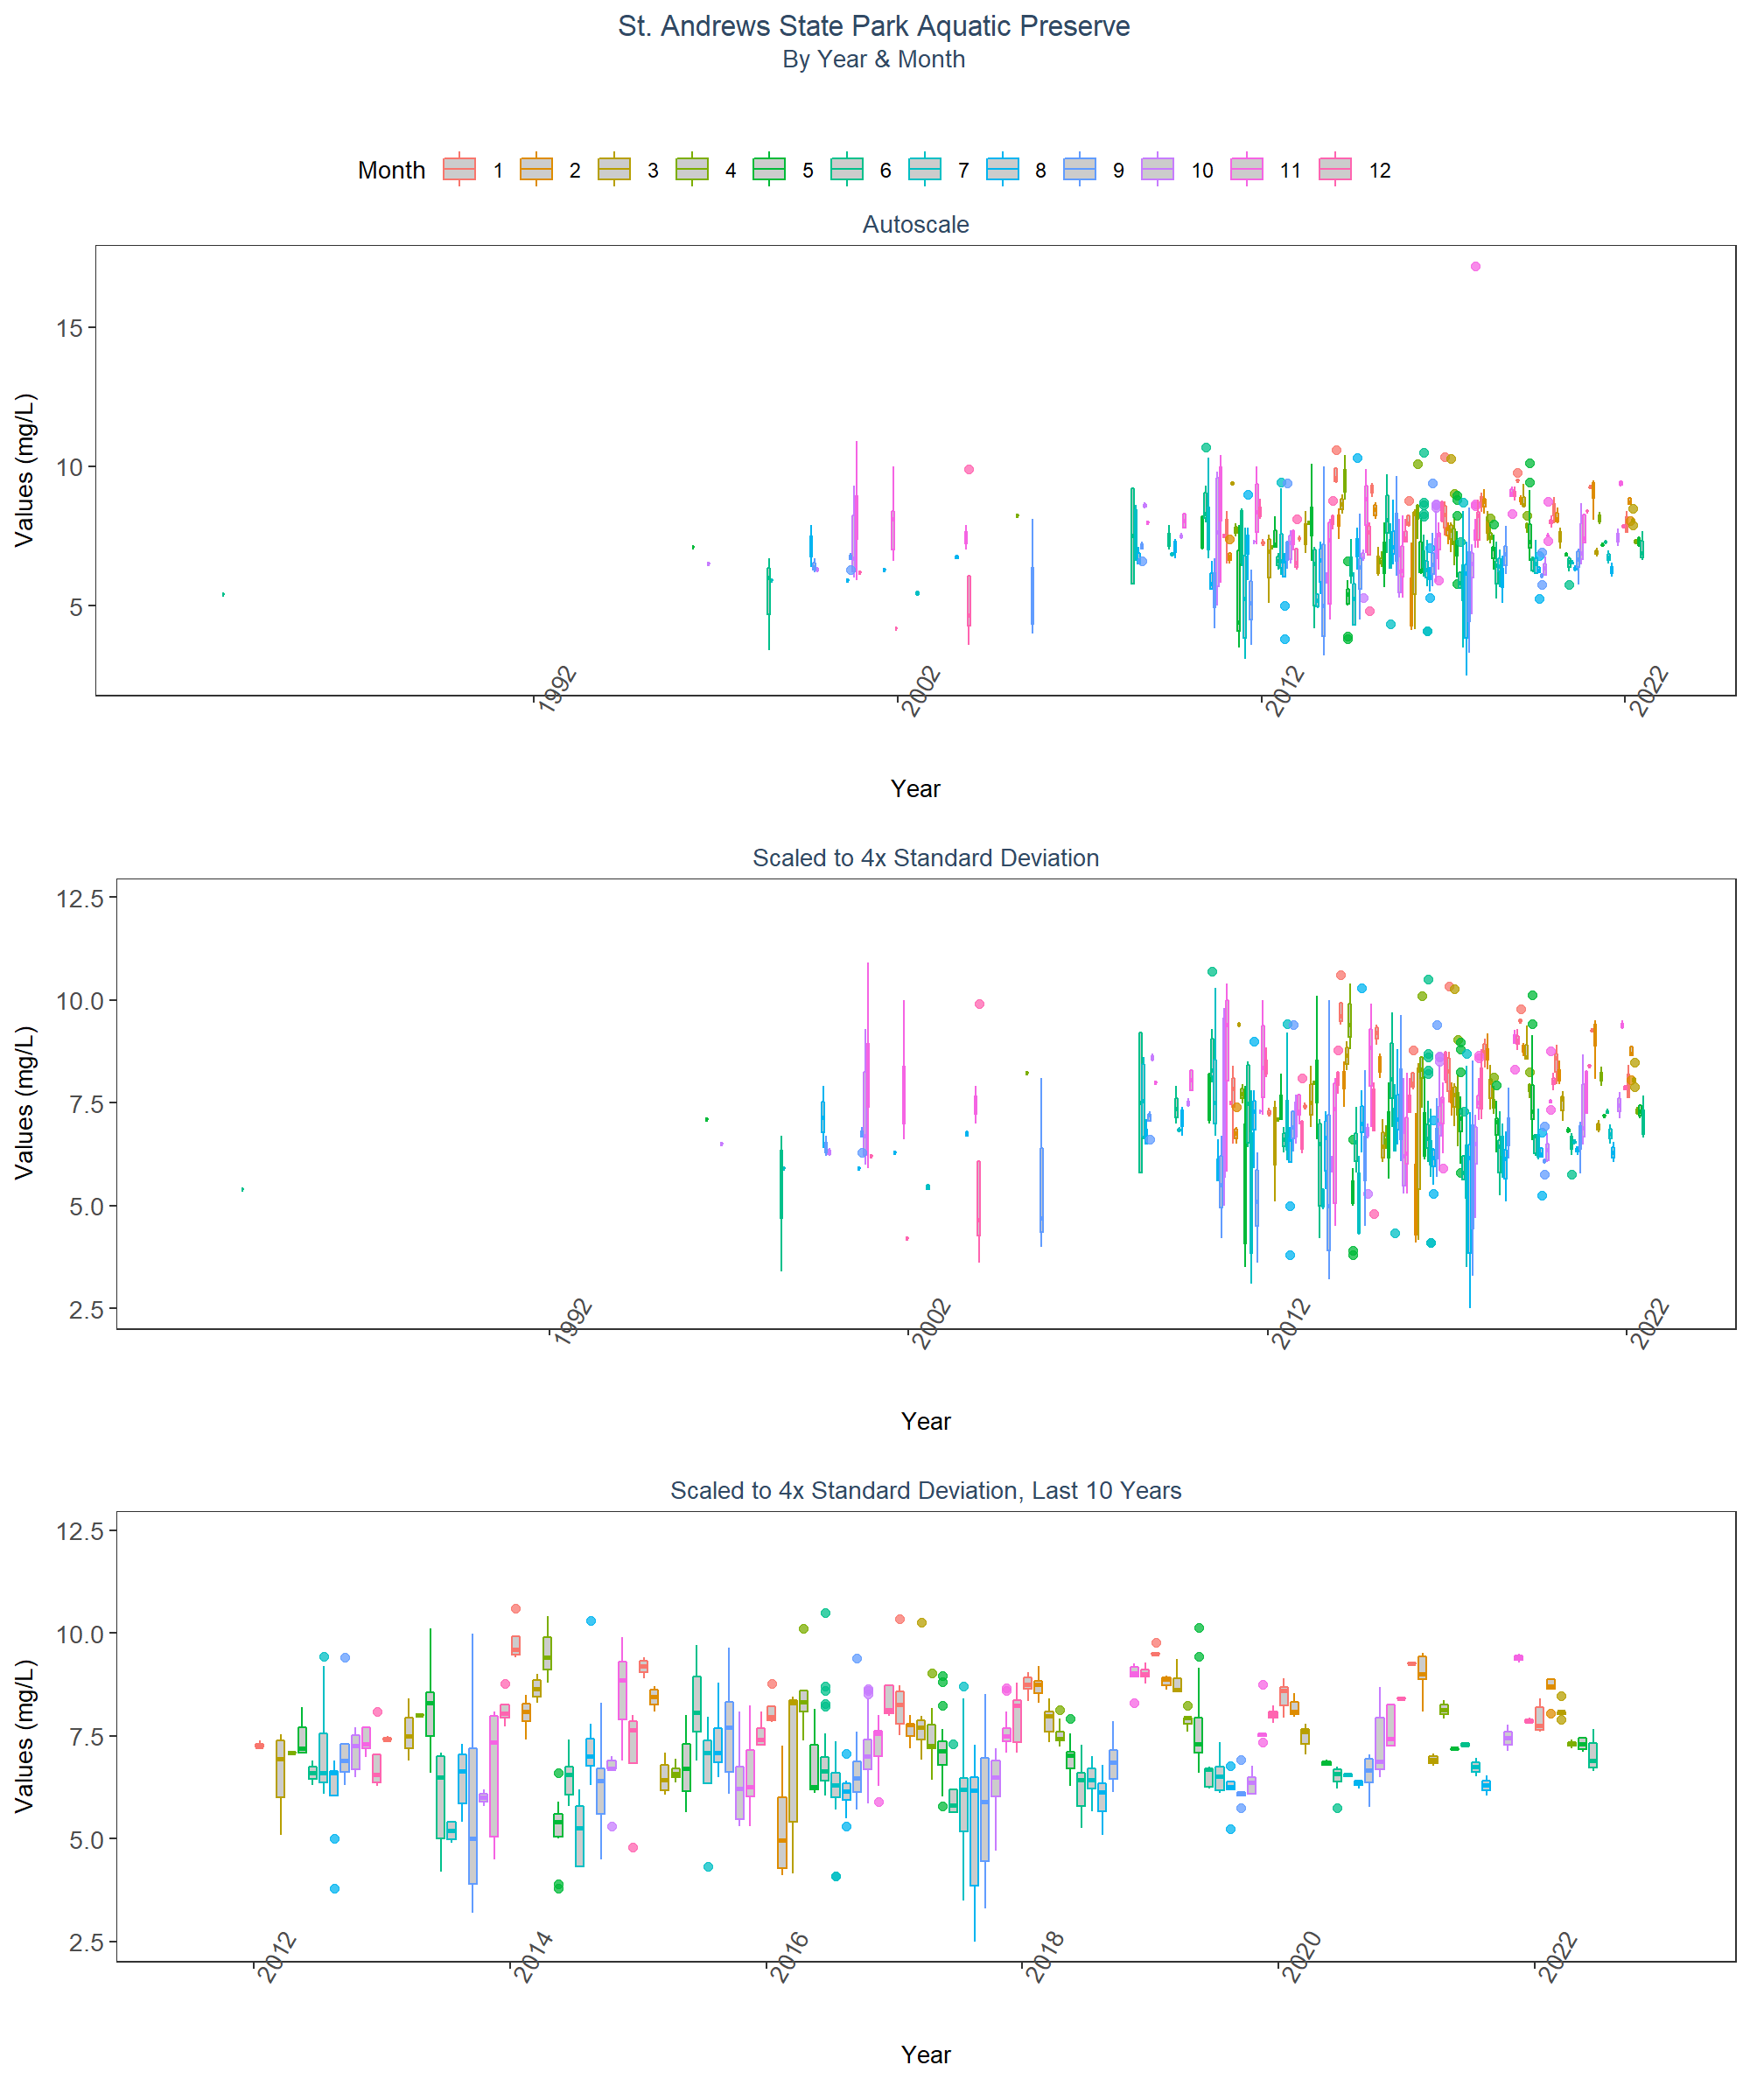 St. Andrews State Park Aquatic Preserve
By Year & Month
Month 1 2 3 4 5 6 7 8 9 10 11 12
Autoscale
Values (mg/L)
15
10
5
1992 2002 2012 2022
Year
Scaled to 4x Standard Deviation
Values (mg/L)
12.5
10.0
7.5
5.0
2.5
1992 2002 2012 2022
Year
Scaled to 4x Standard Deviation, Last 10 Years
Values (mg/L)
12.5
10.0
7.5
5.0
2.5
2012 2014 2016 2018 2020 2022
Year